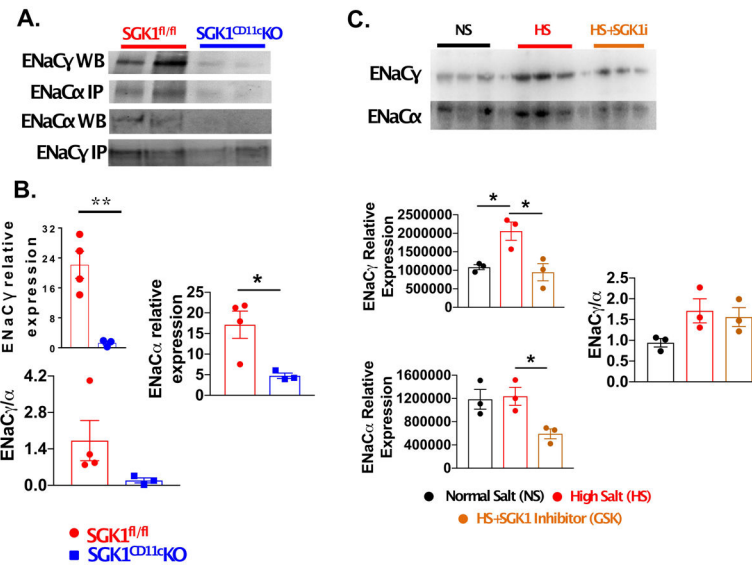 A.
SGK1fl/fl SGK1CD11cKO
ENaCγ WB
ENaCα IP
ENaCα WB
ENaCγ IP
B.
**
ENaCγ relative expression
32
24
16
8
0
*
ENaCα relative expression
25
20
15
10
5
0
ENaCγ/α
4.2
2.8
1.4
0.0
SGK1fl/fl
SGK1CD11cKO
C.
NS HS HS+SGK1i
ENaCγ
ENaCα
* *
ENaCγ Relative Expression
2500000
2000000
1500000
1000000
500000
0
ENaCγ/α
2.5
2.0
1.5
1.0
0.5
0.0
*
ENaCα Relative Expression
1600000
1200000
800000
400000
0
Normal Salt (NS) High Salt (HS)
HS+SGK1 Inhibitor (GSK)